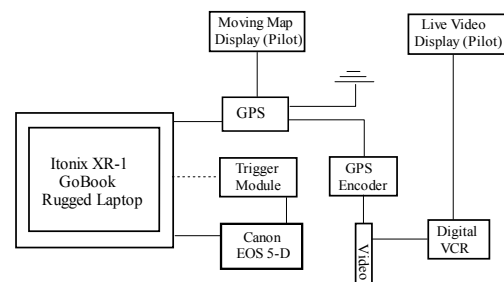 Moving Map
Display (Pilot)
Live Video
Display (Pilot)
GPS
Itonix XR-1
GoBook
Rugged Laptop
Trigger
Module
GPS
Encoder
Canon
EOS 5-D
Video
Digital
VCR